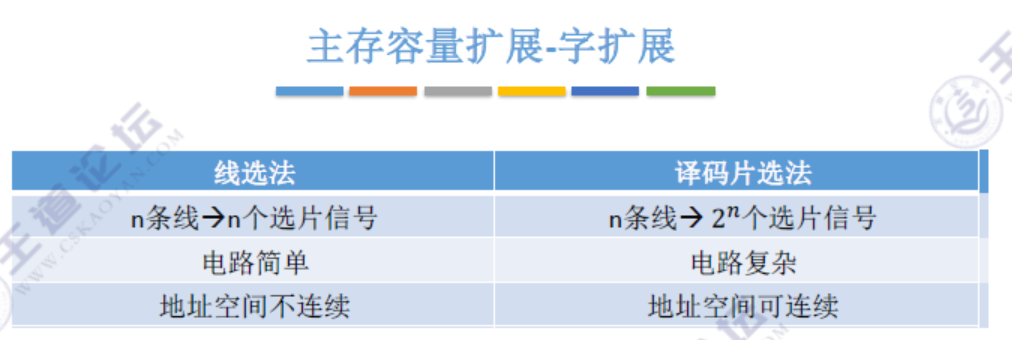 主存容量扩展-字扩展
线选法 译码片选法
n条线→n个选片信号 n条线→ 2ⁿ个选片信号
电路简单 电路复杂
地址空间不连续 地址空间可连续
王道论坛
WWW.CSKAOYAN.COM